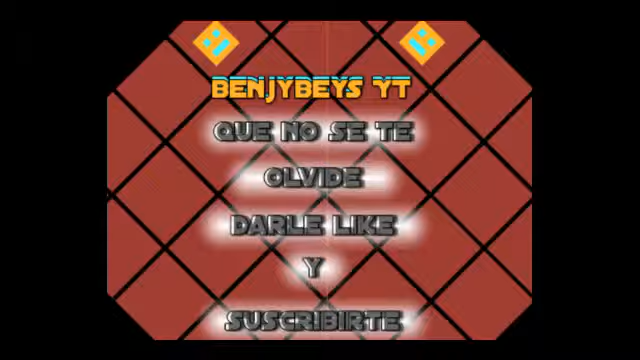 BENJYBEYS YT
QUE NO SE TE
OLVIDE
DARLE LIKE
Y
SUSCRIBIRTE